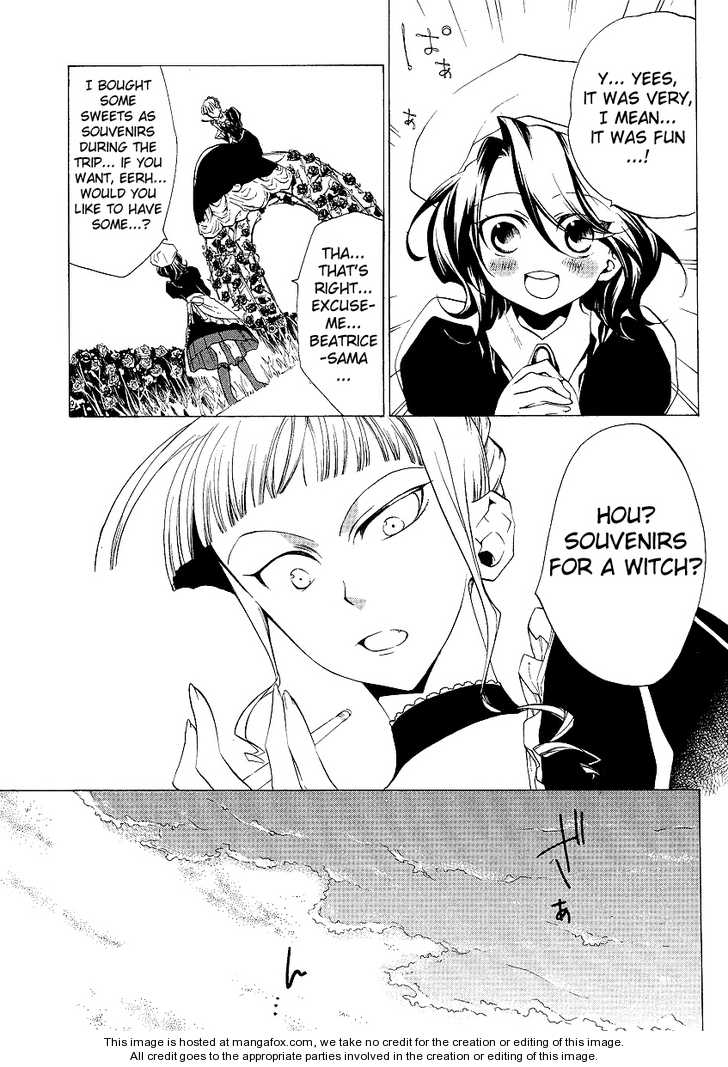 Y... YEES,
IT WAS VERY,
I MEAN...
IT WAS FUN
...!
ぱぁ
ぁ
I BOUGHT
SOME
SWEETS AS
SOUVENIRS
DURING THE
TRIP... IF YOU
WANT, EERH...
WOULD YOU
LIKE TO HAVE
SOME...?
THA...
THAT'S
RIGHT...
EXCUSE-
ME...
BEATRICE
-SAMA
...
HOU?
SOUVENIRS
FOR A WITCH?
ざ
ぁ
ん…
This image is hosted at mangafox.com, we take no credit for the creation or editing of this image.
All credit goes to the appropriate parties involved in the creation or editing of this image.